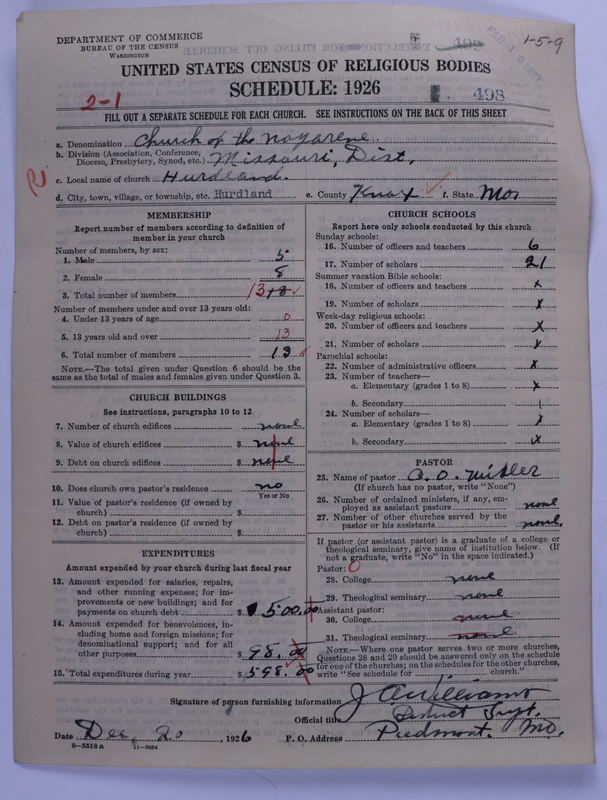 DEPARTMENT OF COMMERCE
BUREAU OF THE CENSUS
WASHINGTON
499
1-5-9
UNITED STATES CENSUS OF RELIGIOUS BODIES
SCHEDULE: 1926
2-1
498
FILL OUT A SEPARATE SCHEDULE FOR EACH CHURCH. SEE INSTRUCTIONS ON THE BACK OF THIS SHEET
a. Denomination Church of the Nazarene
b. Division (Association, Conference, Diocese, Presbytery, Synod, etc.) Missouri, Dist,
c. Local name of church Hurdland.
d. City, town, village, or township, etc. Hurdland e. County Knox f. State Mo.
MEMBERSHIP
Report number of members according to definition of
member in your church
Number of members, by sex:
1. Male 5
2. Female 8
3. Total number of members 13
Number of members under and over 13 years old:
4. Under 13 years of age 0
5. 13 years old and over 13
6. Total number of members 13
NOTE.—The total given under Question 6 should be the
same as the total of males and females given under Question 3.
CHURCH BUILDINGS
See instructions, paragraphs 10 to 12
7. Number of church edifices none
8. Value of church edifices $ none
9. Debt on church edifices $ none
10. Does church own pastor's residence no
Yes or No
11. Value of pastor's residence (if owned by
church) $
12. Debt on pastor's residence (if owned by
church) $
EXPENDITURES
Amount expended by your church during last fiscal year
13. Amount expended for salaries, repairs,
and other running expenses; for im-
provements or new buildings; and for
payments on church debt $ 500.00
14. Amount expended for benevolences, in-
cluding home and foreign missions; for
denominational support; and for all
other purposes $ 98.00
15. Total expenditures during year $ 598.00
CHURCH SCHOOLS
Report here only schools conducted by this church
Sunday schools:
16. Number of officers and teachers 6
17. Number of scholars 21
Summer vacation Bible schools:
18. Number of officers and teachers x
19. Number of scholars x
Week-day religious schools:
20. Number of officers and teachers x
21. Number of scholars x
Parochial schools:
22. Number of administrative officers x
23. Number of teachers—
a. Elementary (grades 1 to 8) x
b. Secondary
24. Number of scholars—
a. Elementary (grades 1 to 8) x
b. Secondary x
PASTOR
25. Name of pastor
(If church has no pastor, write "None")
26. Number of ordained ministers, if any, em-
ployed as assistant pastors none
27. Number of other churches served by the
pastor or his assistants none,
If pastor (or assistant pastor) is a graduate of a college or
theological seminary, give name of institution below. (If
not a graduate, write "No" in the space indicated.)
Pastor: 0
28. College none
29. Theological seminary none
Assistant pastor:
30. College none
31. Theological seminary none
NOTE.—Where one pastor serves two or more churches,
Questions 28 and 29 should be answered only on the schedule
for one of the churches; on the schedules for the other churches,
write "See schedule for ........ church."
Signature of person furnishing information J A Williams
Official title District Supt.
Date Dec, 20, 1926 P. O. Address Piedmont. Mo.
9—5518 a 11—9664